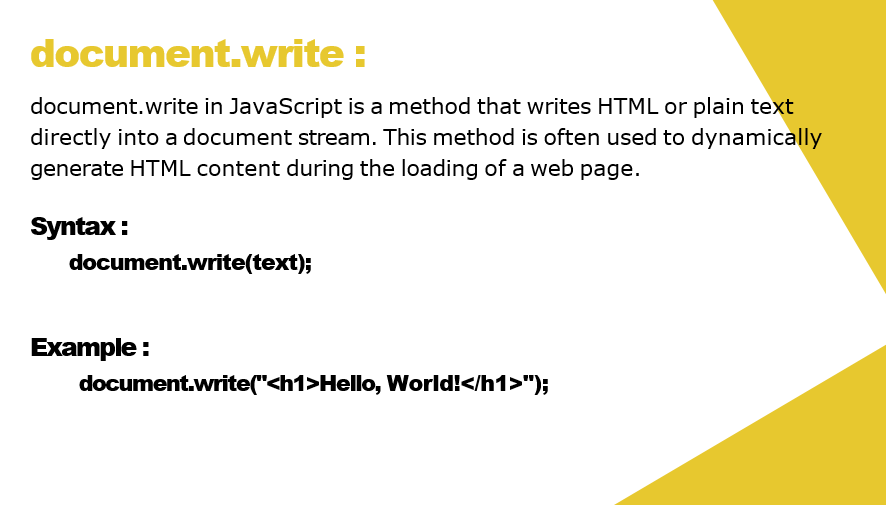 document.write :
document.write in JavaScript is a method that writes HTML or plain text
directly into a document stream. This method is often used to dynamically
generate HTML content during the loading of a web page.
Syntax :
document.write(text);
Example :
document.write("<h1>Hello, World!</h1>");